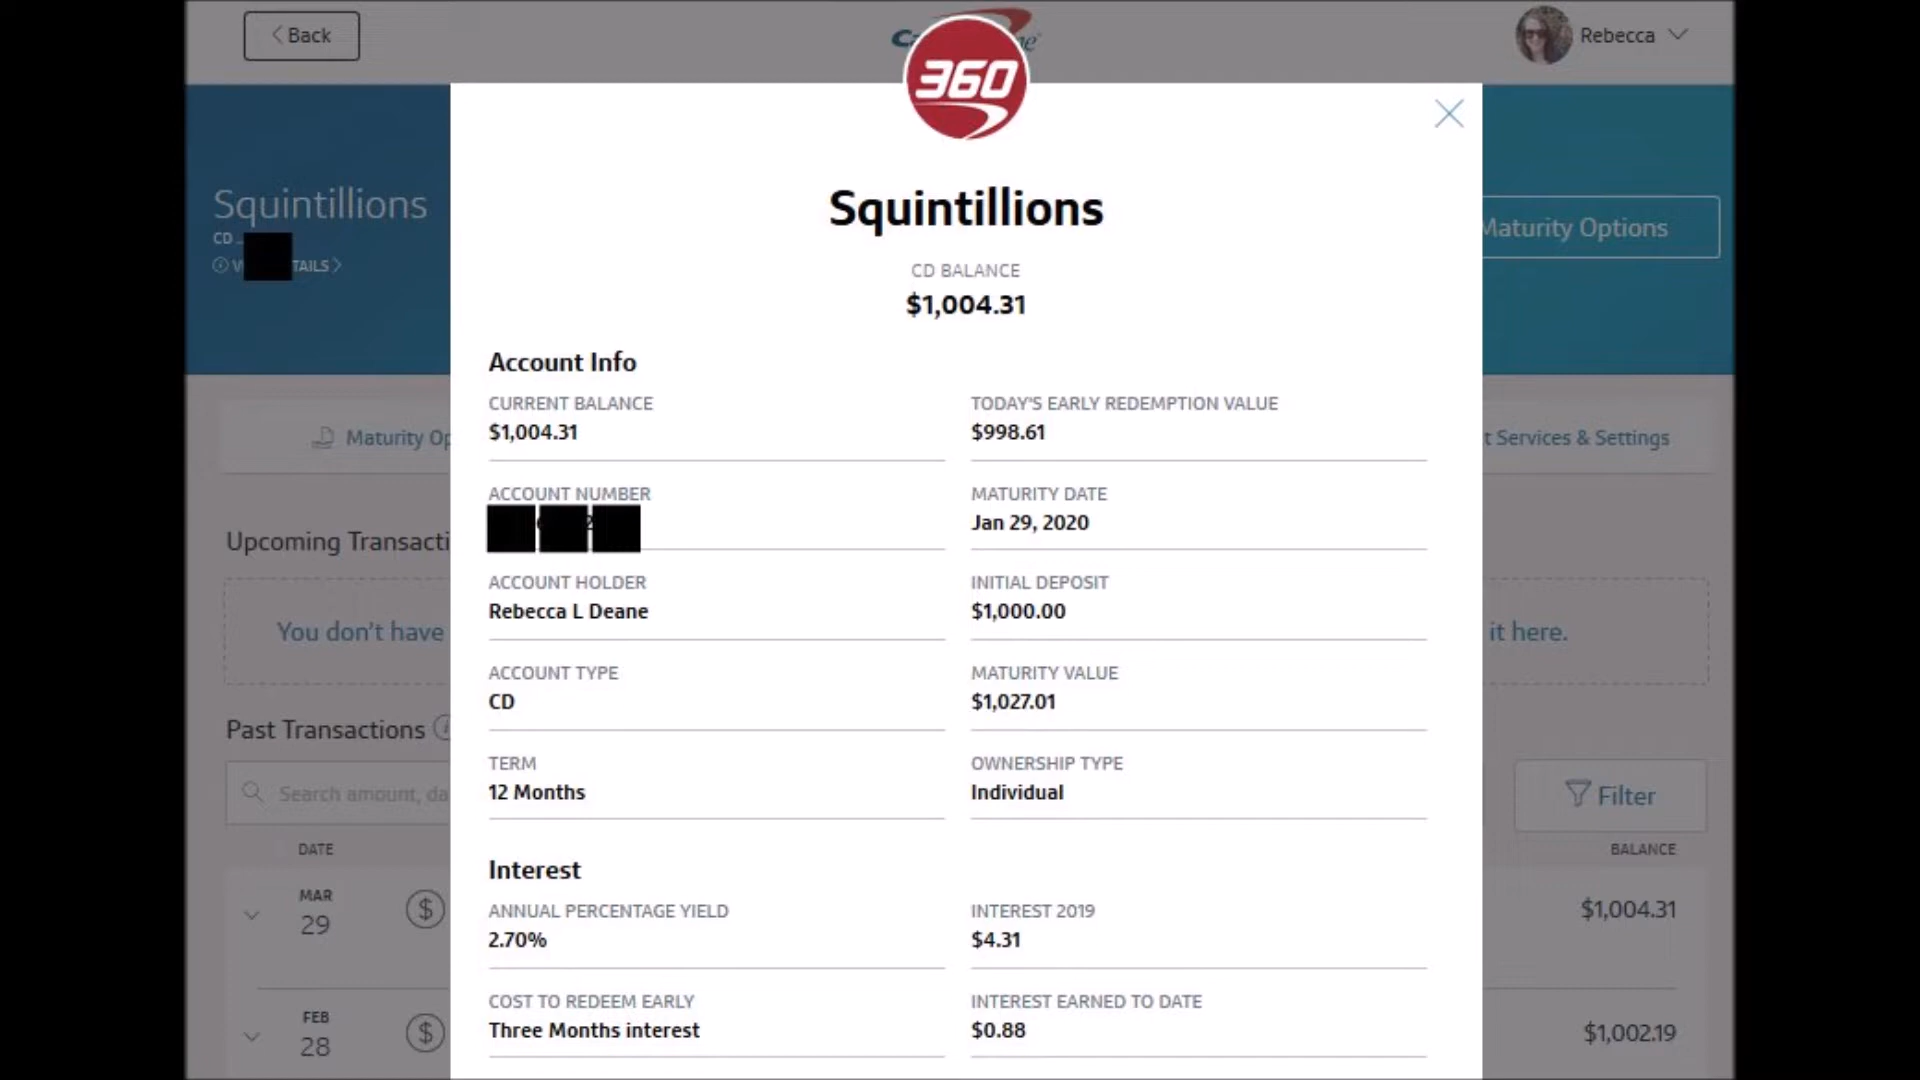 Back
360
Rebecca
Squintillions
CD
TAILS
Maturity Options
Squintillions
CD BALANCE
$1,004.31
Account Info
CURRENT BALANCE
$1,004.31
TODAY'S EARLY REDEMPTION VALUE
$998.61
ACCOUNT NUMBER
MATURITY DATE
Jan 29, 2020
ACCOUNT HOLDER
Rebecca L Deane
INITIAL DEPOSIT
$1,000.00
ACCOUNT TYPE
CD
MATURITY VALUE
$1,027.01
TERM
12 Months
OWNERSHIP TYPE
Individual
Interest
ANNUAL PERCENTAGE YIELD
2.70%
INTEREST 2019
$4.31
COST TO REDEEM EARLY
Three Months interest
INTEREST EARNED TO DATE
$0.88
Maturity Op
t Services & Settings
Upcoming Transacti
You don't have
it here.
Past Transactions
Search amount, da
Filter
DATE
BALANCE
MAR
29
$1,004.31
FEB
28
$1,002.19